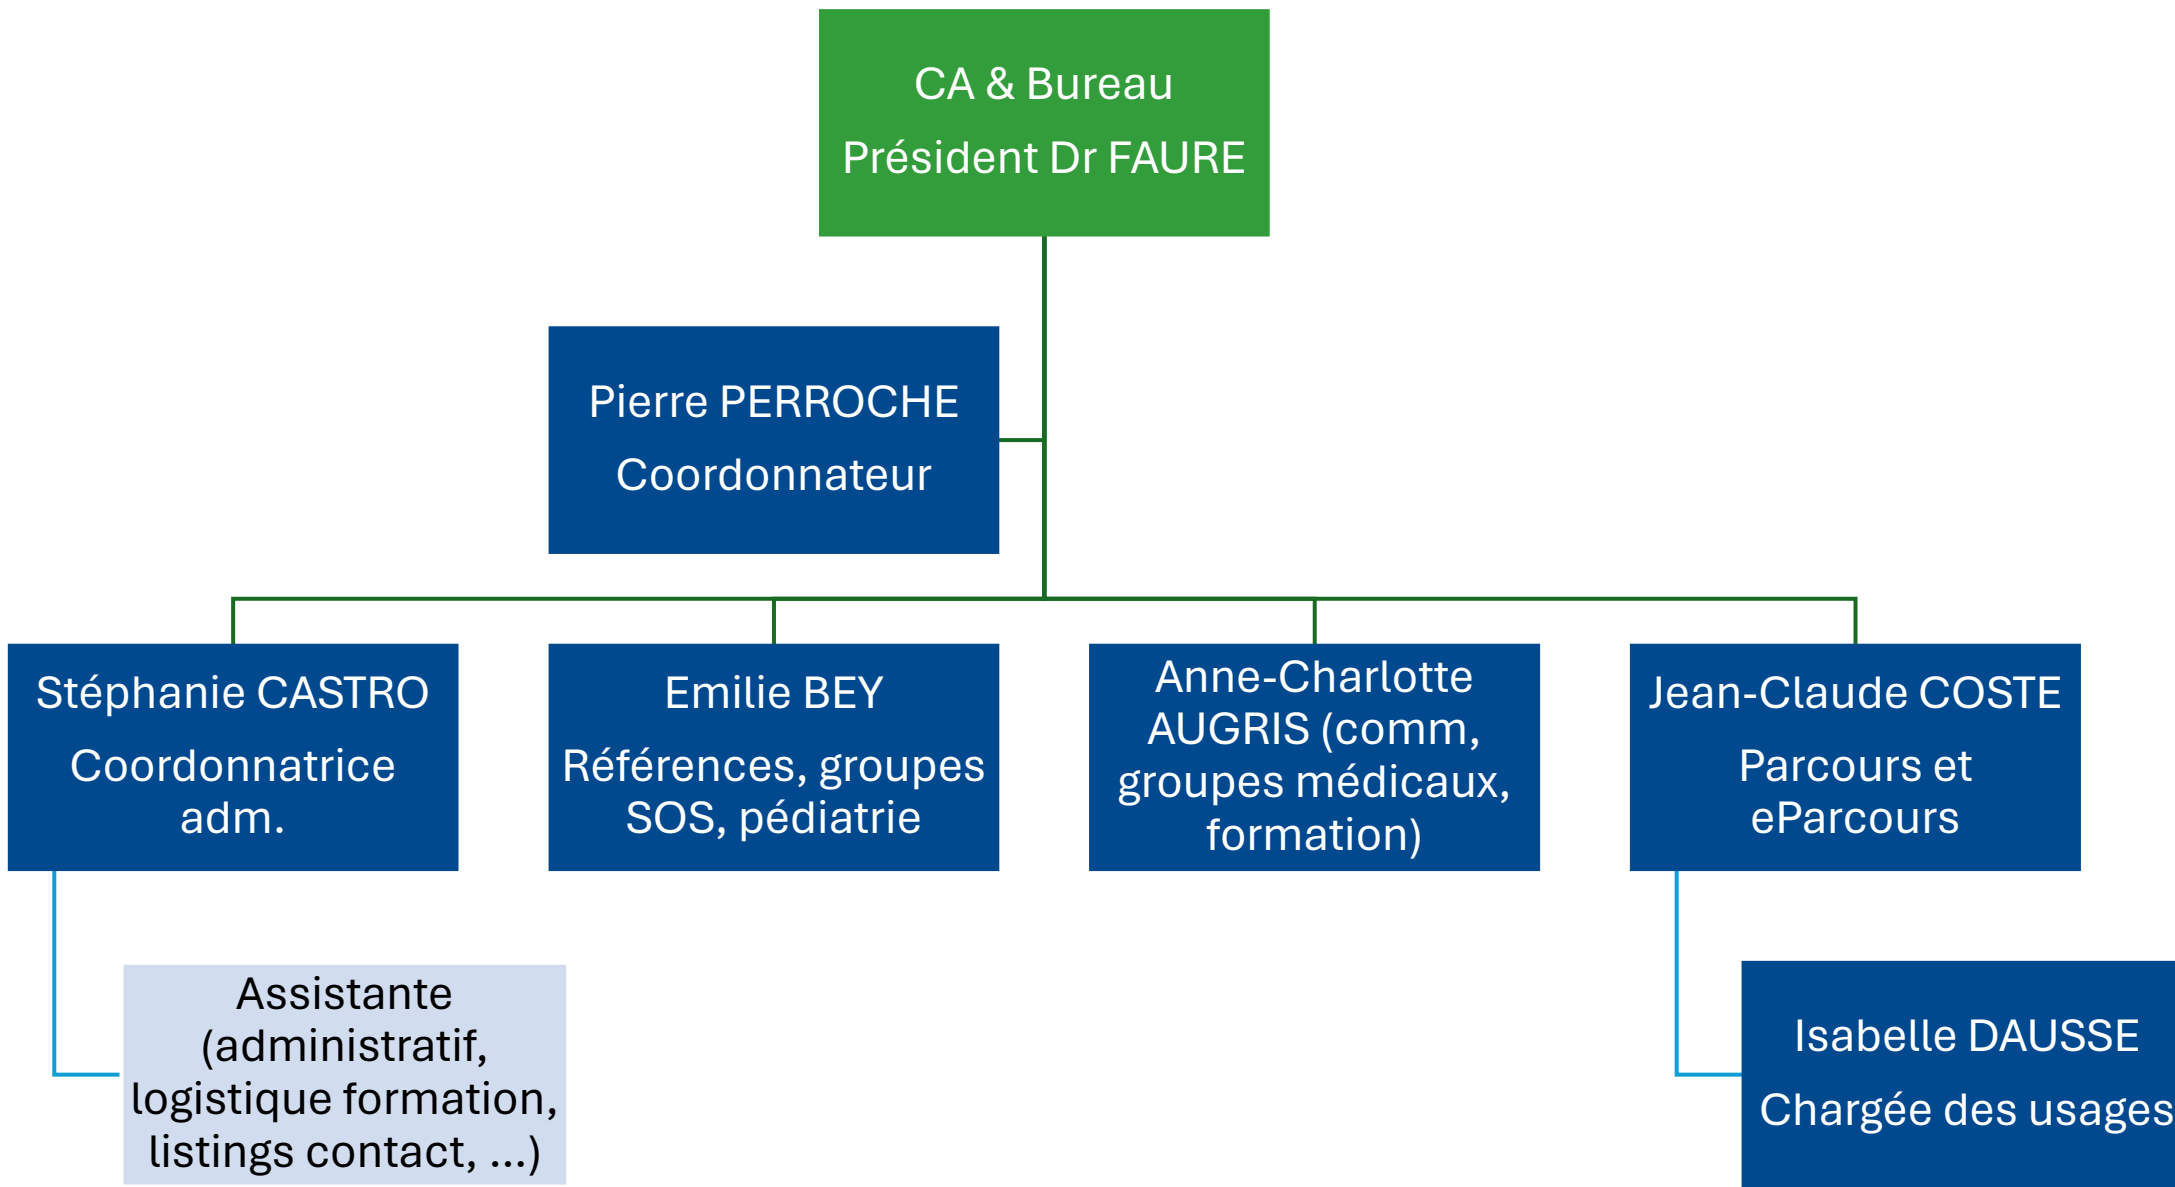 CA & Bureau
Président Dr FAURE
Pierre PERROCHE
Coordonnateur
Stéphanie CASTRO
Coordonnatrice
adm.
Emilie BEY
Références, groupes
SOS, pédiatrie
Anne-Charlotte
AUGRIS (comm,
groupes médicaux,
formation)
Jean-Claude COSTE
Parcours et
eParcours
Assistante
(administratif,
logistique formation,
listings contact, ...)
Isabelle DAUSSE
Chargée des usages